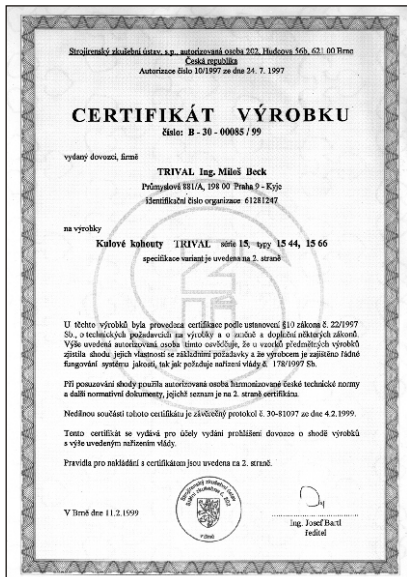 Strojírenský zkušební ústav, s.p., autorizovaná osoba 202, Hudcova 56b, 621 00 Brno
Česká republika
Autorizace číslo 10/1997 ze dne 24. 7. 1997
CERTIFIKÁT VÝROBKU
číslo: B - 30 - 00085 / 99
vydaný dovozci, firmě
TRIVAL Ing. Miloš Beck
Průmyslová 881/A, 198 00 Praha 9 - Kyje
identifikační číslo organizace 61281247
na výrobky
Kulové kohouty TRIVAL série 15, typy 15 44, 15 66
specifikace variant je uvedena na 2. straně
U těchto výrobků byla provedena certifikace podle ustanovení §10 zákona č. 22/1997
Sb., o technických požadavcích na výrobky a o změně a doplnění některých zákonů.
Výše uvedená autorizovaná osoba tímto osvědčuje, že u vzorků předmětných výrobků
zjistila shodu jejich vlastností se základními požadavky a že výrobcem je zajištěno řádné
fungování systému jakosti, tak jak požaduje nařízení vlády č. 178/1997 Sb.
Při posuzování shody použila autorizovaná osoba harmonizované české technické normy
a další normativní dokumenty, jejichž seznam je na 2. straně certifikátu.
Nedílnou součástí tohoto certifikátu je závěrečný protokol č. 30-8109/7 ze dne 4.2.1999.
Tento certifikát se vydává pro účely vydání prohlášení dovozce o shodě výrobků
s výše uvedeným nařízením vlády.
Pravidla pro nakládání s certifikátem jsou uvedena na 2. straně.
Strojírenský zkušební ústav
Státní zkušebna č. 202
v Brně
V Brně dne 11.2.1999
Ing. Josef Bartl
ředitel